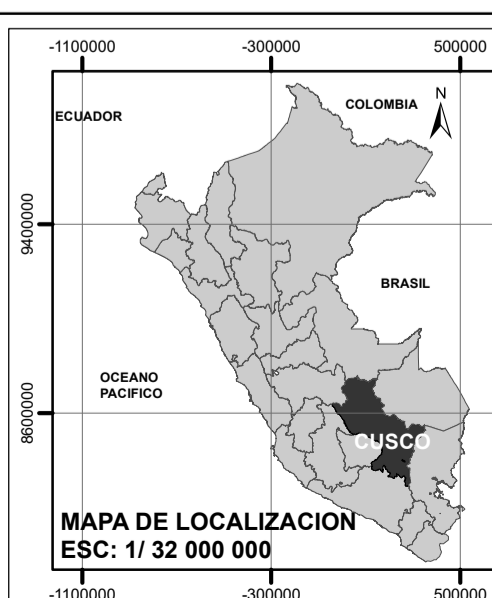 -1100000 -300000 500000
ECUADOR
COLOMBIA
N
9400000
BRASIL
OCEANO
PACIFICO
8600000
CUSCO
MAPA DE LOCALIZACION
ESC: 1/ 32 000 000
-1100000 -300000 500000